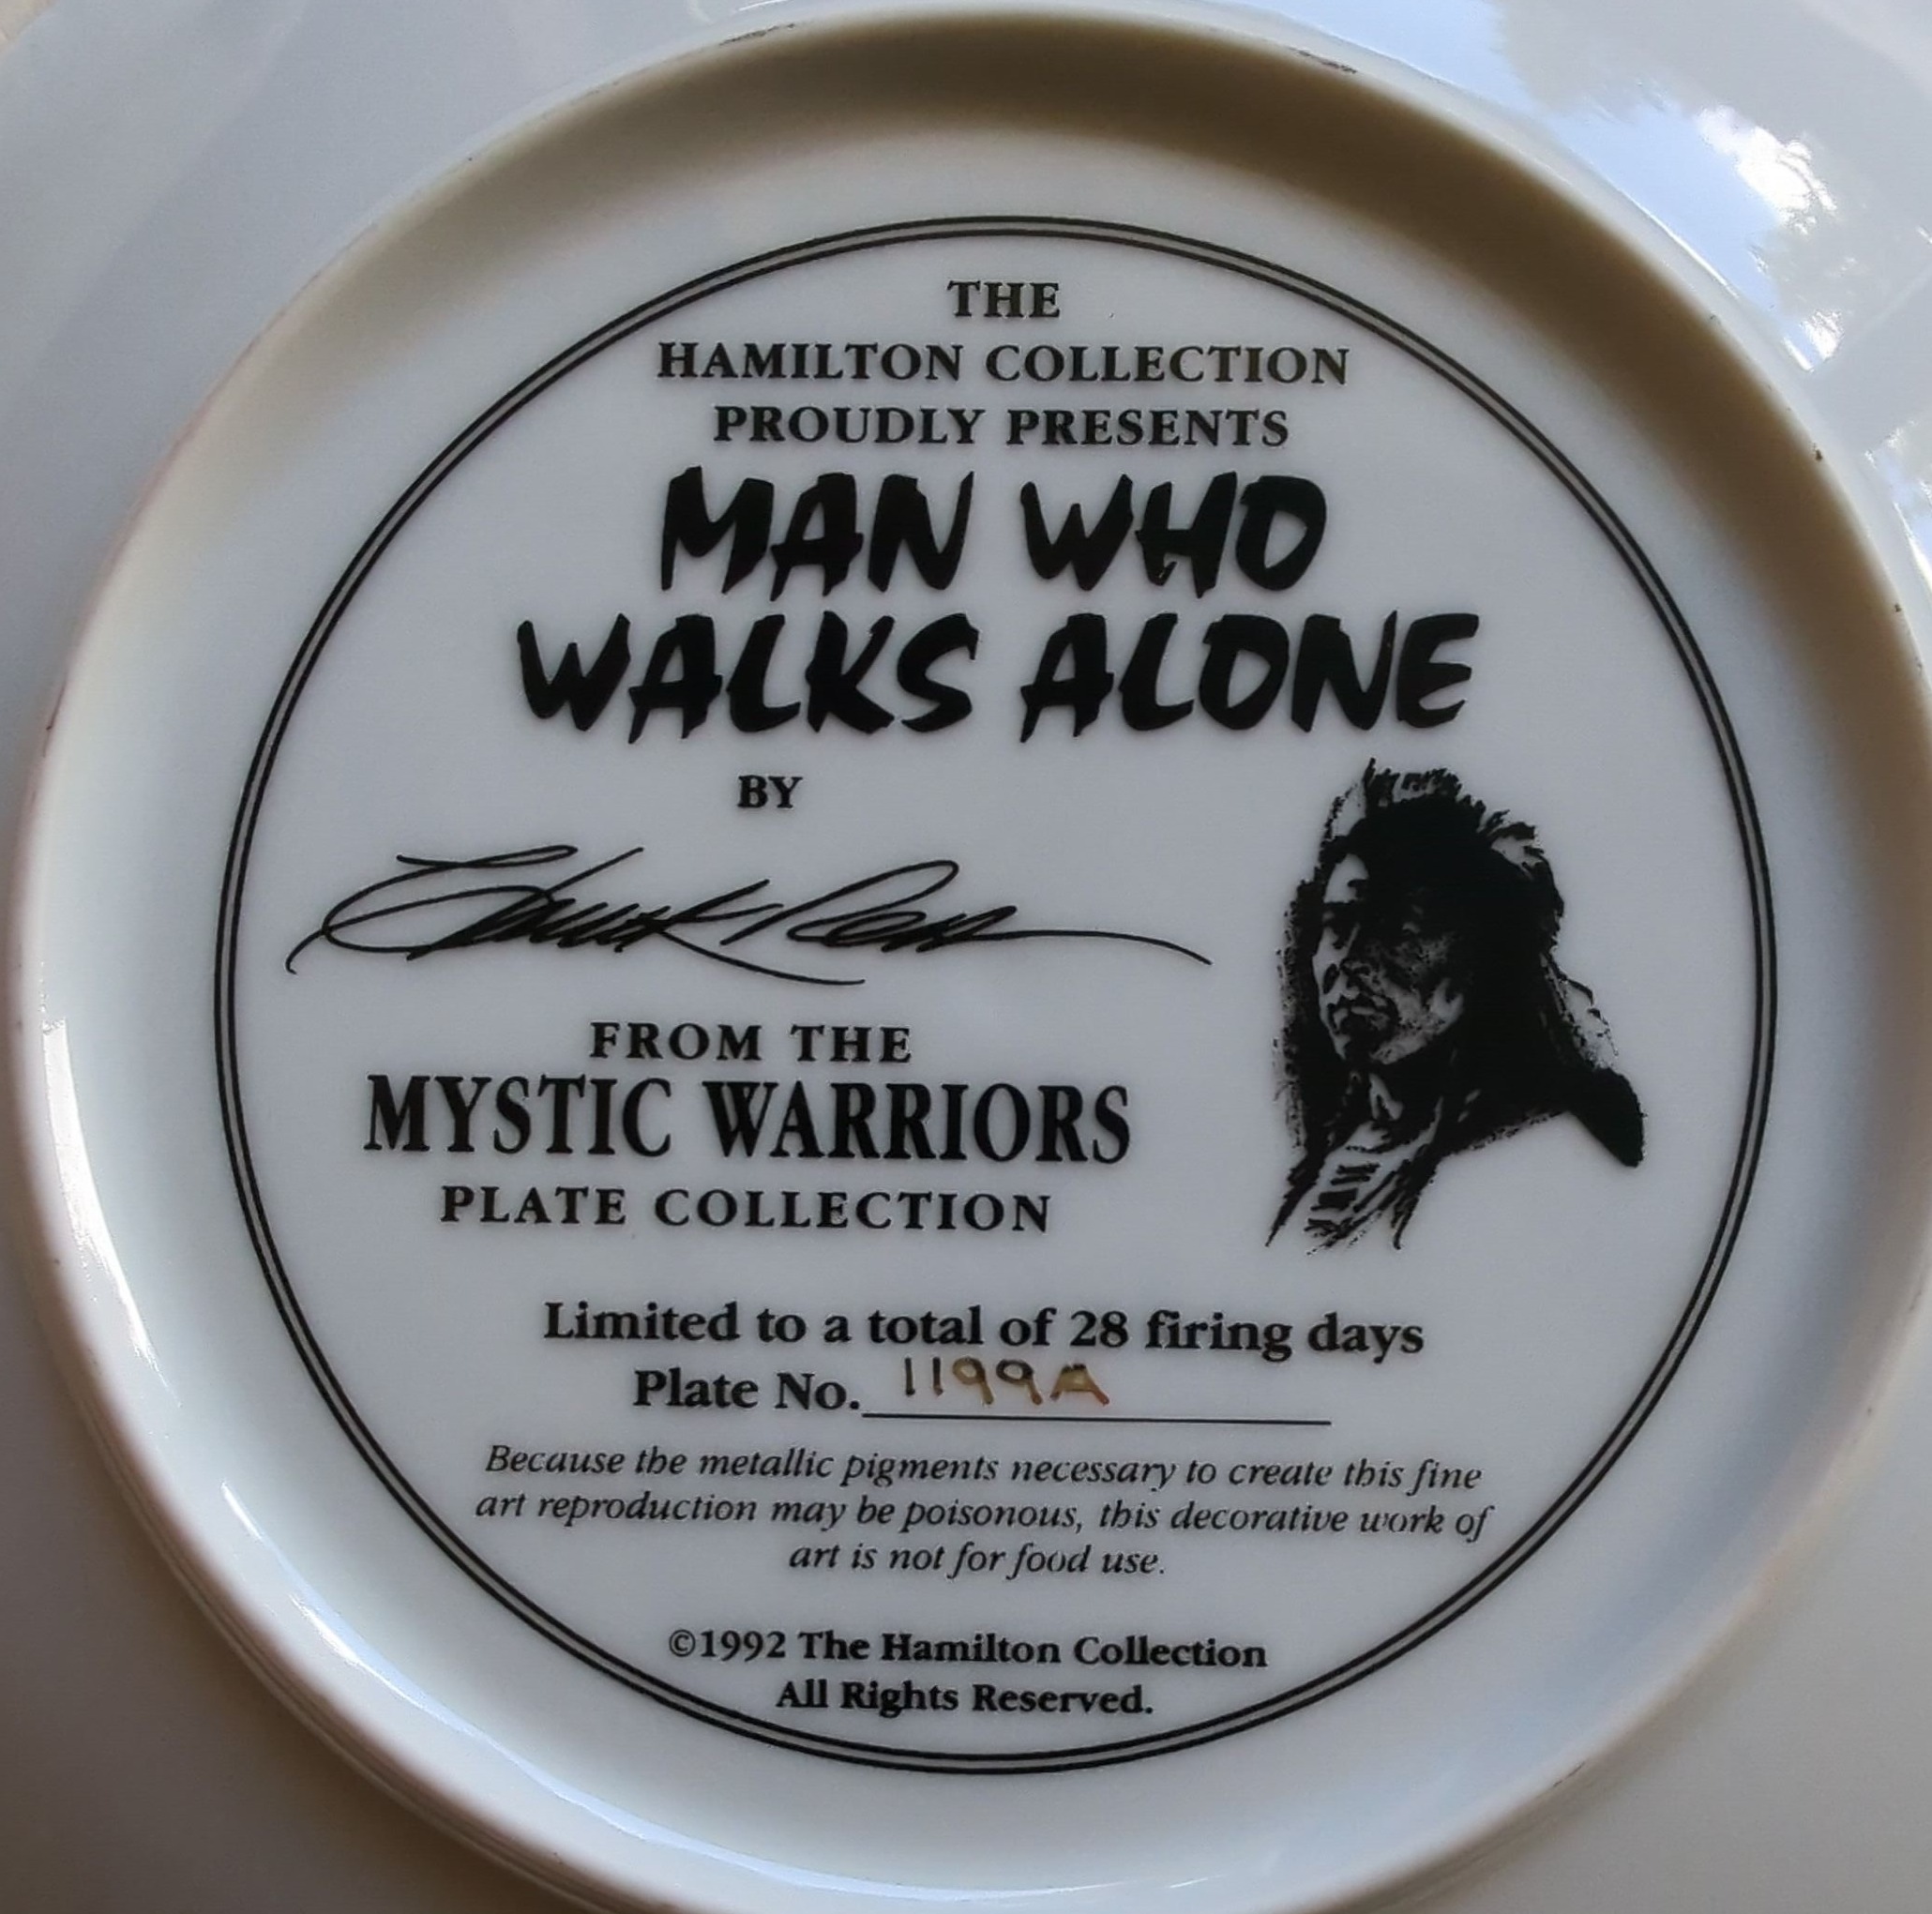 THE
HAMILTON COLLECTION
PROUDLY PRESENTS
MAN WHO
WALKS ALONE
BY
Chuck Ren
FROM THE
MYSTIC WARRIORS
PLATE COLLECTION
Limited to a total of 28 firing days
Plate No. 1199A
Because the metallic pigments necessary to create this fine
art reproduction may be poisonous, this decorative work of
art is not for food use.
©1992 The Hamilton Collection
All Rights Reserved.